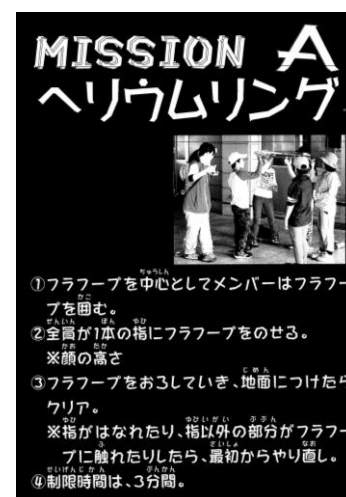 MISSION A
ヘリウムリング
①フラフープを中心としてメンバーはフラフー
プを囲む。
②全員が1本の指にフラフープをのせる。
※顔の高さ
③フラフープをおろしていき、地面につけたら
クリア。
※指がはなれたり、指以外の部分がフラフー
プに触れたりしたら、最初からやり直し。
④制限時間は、3分間。